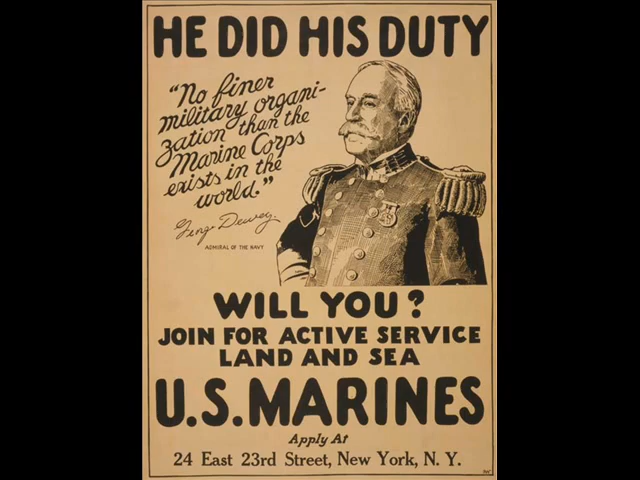 HE DID HIS DUTY
"No finer
military organi-
zation than the
Marine Corps
exists in the
world."
George Dewey.
ADMIRAL OF THE NAVY
WILL YOU?
JOIN FOR ACTIVE SERVICE
LAND AND SEA
U.S. MARINES
Apply At
24 East 23rd Street, New York, N. Y.